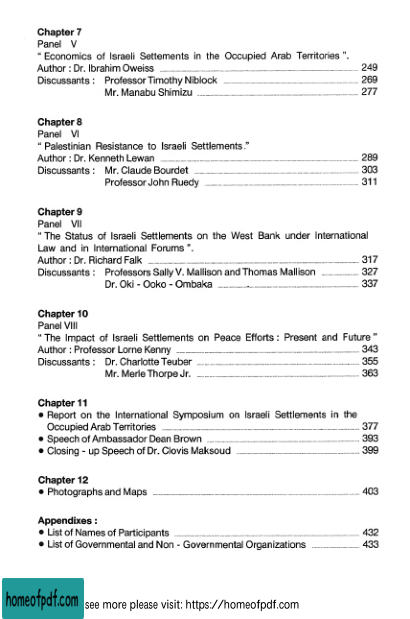 Chapter 7
Panel V
“ Economics of Israeli Settements in the Occupied Arab Territories ”.
Author : Dr. Ibrahim Oweiss 249
Discussants : Professor Timothy Niblock 269
Mr. Manabu Shimizu 277
Chapter 8
Panel VI
“ Palestinian Resistance to Israeli Settlements.”
Author : Dr. Kenneth Lewan 289
Discussants : Mr. Claude Bourdet 303
Professor John Ruedy 311
Chapter 9
Panel VII
“ The Status of Israeli Settlements on the West Bank under International
Law and in International Forums ”.
Author : Dr. Richard Falk 317
Discussants : Professors Sally V. Mallison and Thomas Mallison 327
Dr. Oki - Ooko - Ombaka 337
Chapter 10
Panel VIII
“ The Impact of Israeli Settlements on Peace Efforts : Present and Future ”
Author : Professor Lorne Kenny 343
Discussants : Dr. Charlotte Teuber 355
Mr. Merle Thorpe Jr. 363
Chapter 11
● Report on the International Symposium on Israeli Settlements in the
Occupied Arab Territories 377
● Speech of Ambassador Dean Brown 393
● Closing - up Speech of Dr. Clovis Maksoud 399
Chapter 12
● Photographs and Maps 403
Appendixes :
● List of Names of Participants 432
● List of Governmental and Non - Governmental Organizations 433
homeofpdf.com see more please visit: https://homeofpdf.com